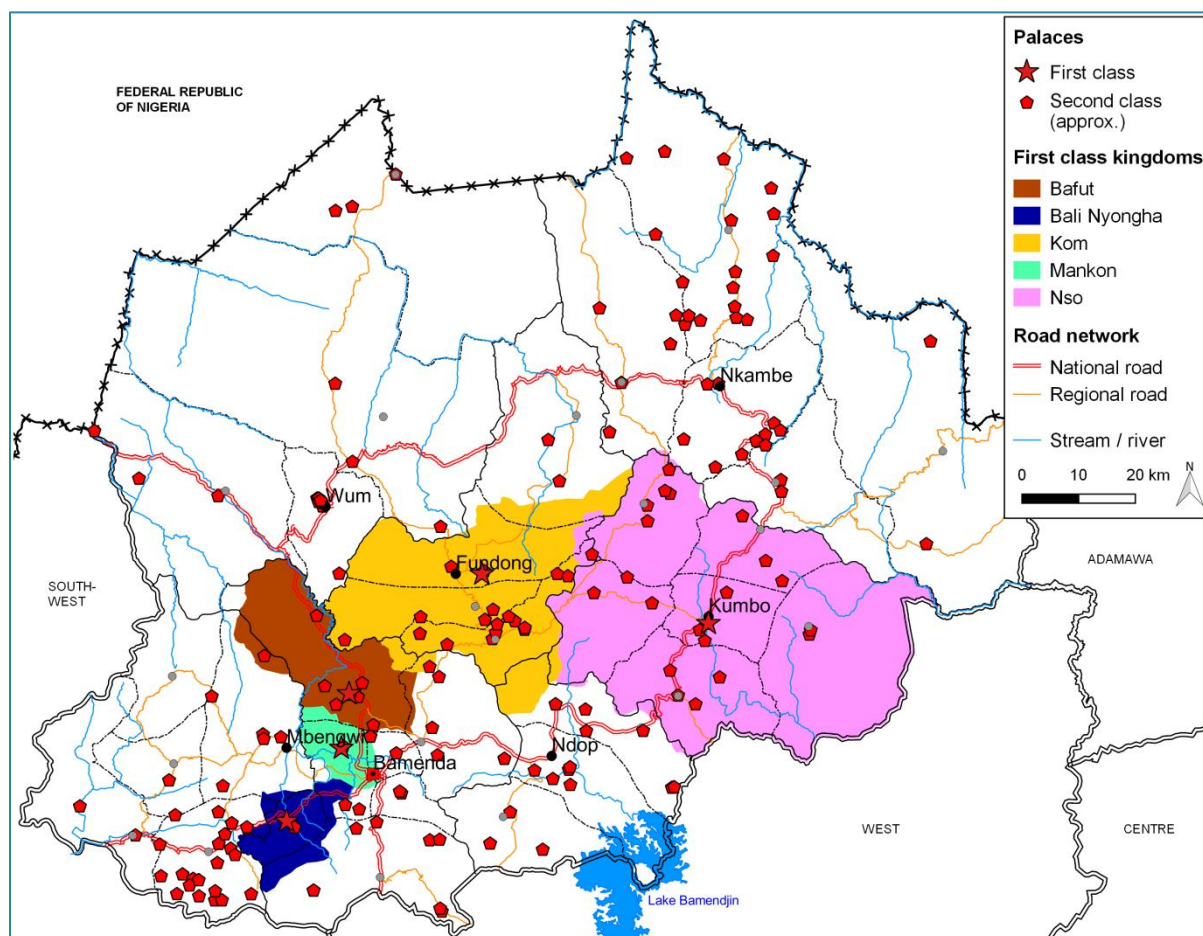 FEDERAL REPUBLIC
OF NIGERIA
Palaces
First class
Second class
(approx.)
First class kingdoms
Bafut
Bali Nyongha
Kom
Mankon
Nso
Road network
National road
Regional road
Stream / river
0 10 20 km
N
Nkambe
Wum
Fundong
SOUTH-
WEST
ADAMAWA
Kumbo
Mbengwi
Ndop
Bamenda
WEST
CENTRE
Lake Bamendjin